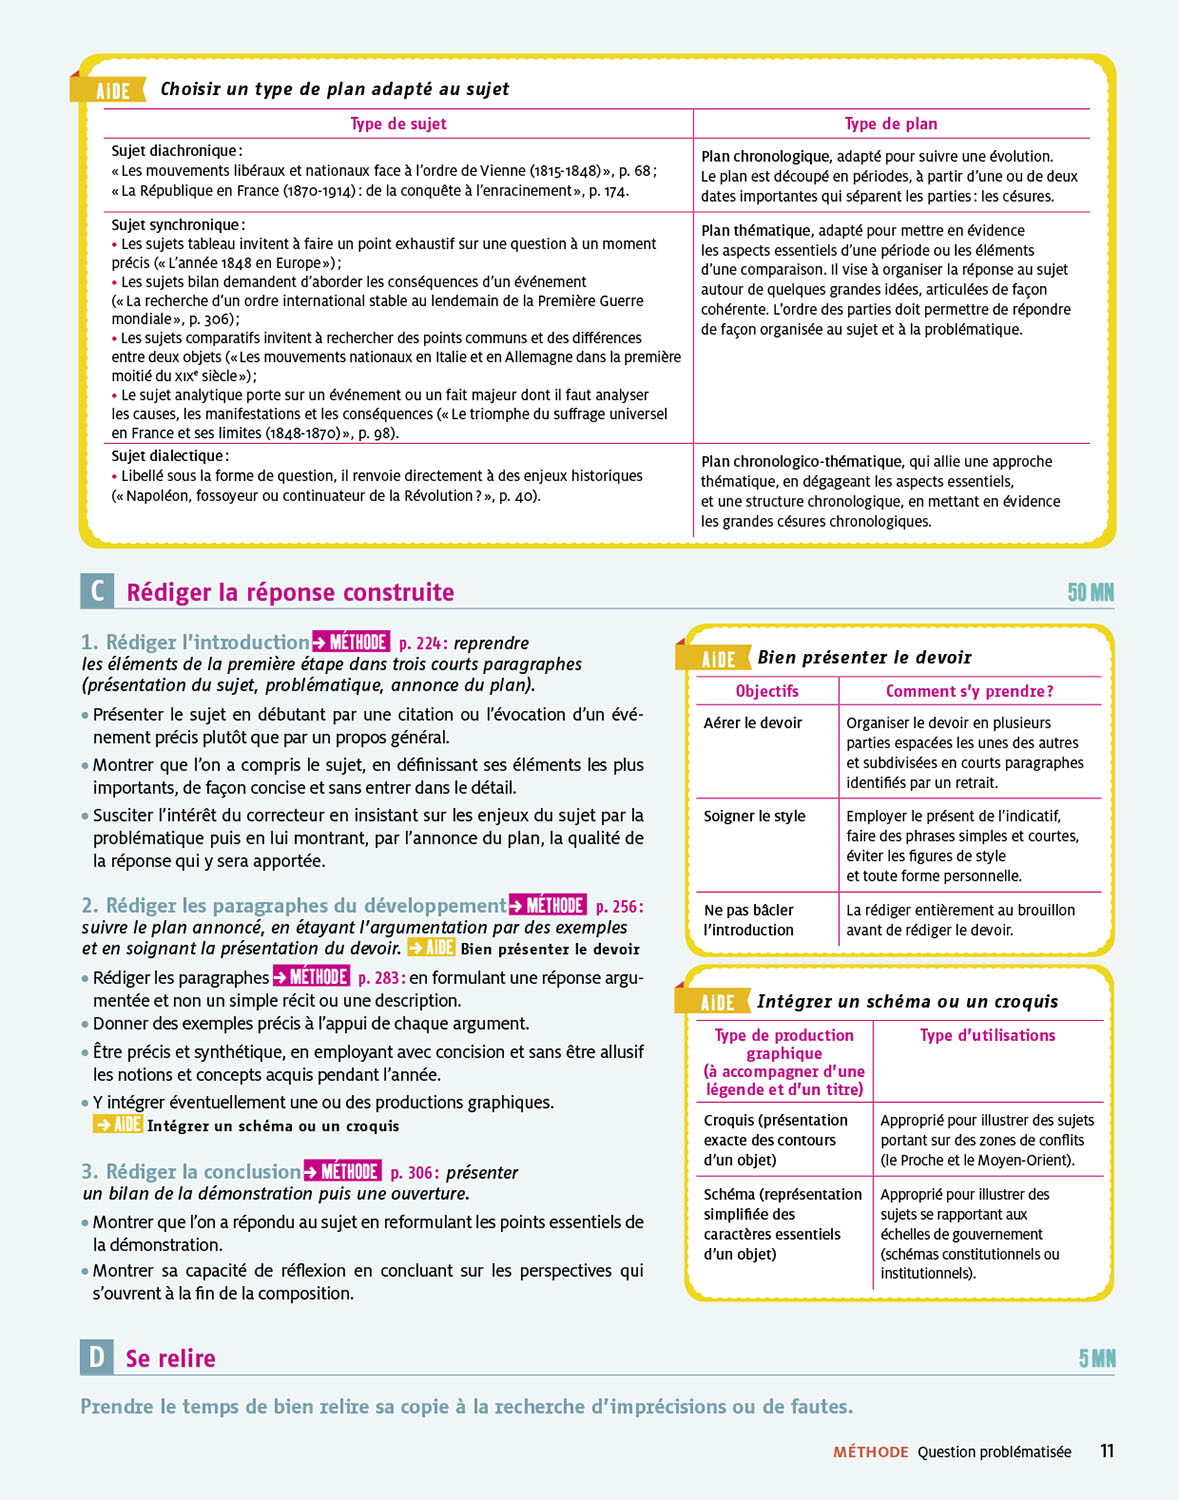 AiDE Choisir un type de plan adapté au sujet
Type de sujet
Type de plan
Sujet diachronique :
« Les mouvements libéraux et nationaux face à l'ordre de Vienne (1815-1848) », p. 68 ;
« La République en France (1870-1914) : de la conquête à l'enracinement », p. 174.
Plan chronologique, adapté pour suivre une évolution.
Le plan est découpé en périodes, à partir d'une ou de deux
dates importantes qui séparent les parties : les césures.
Sujet synchronique :
• Les sujets tableau invitent à faire un point exhaustif sur une question à un moment
précis (« L'année 1848 en Europe ») ;
• Les sujets bilan demandent d'aborder les conséquences d'un événement
(« La recherche d'un ordre international stable au lendemain de la Première Guerre
mondiale », p. 306) ;
• Les sujets comparatifs invitent à rechercher des points communs et des différences
entre deux objets (« Les mouvements nationaux en Italie et en Allemagne dans la première
moitié du XIXe siècle ») ;
• Le sujet analytique porte sur un événement ou un fait majeur dont il faut analyser
les causes, les manifestations et les conséquences (« Le triomphe du suffrage universel
en France et ses limites (1848-1870) », p. 98).
Plan thématique, adapté pour mettre en évidence
les aspects essentiels d'une période ou les éléments
d'une comparaison. Il vise à organiser la réponse au sujet
autour de quelques grandes idées, articulées de façon
cohérente. L'ordre des parties doit permettre de répondre
de façon organisée au sujet et à la problématique.
Sujet dialectique :
• Libellé sous la forme de question, il renvoie directement à des enjeux historiques
(« Napoléon, fossoyeur ou continuateur de la Révolution ? », p. 40).
Plan chronologico-thématique, qui allie une approche
thématique, en dégageant les aspects essentiels,
et une structure chronologique, en mettant en évidence
les grandes césures chronologiques.
C Rédiger la réponse construite 50 MN
1. Rédiger l'introduction → MÉTHODE p. 224 : reprendre
les éléments de la première étape dans trois courts paragraphes
(présentation du sujet, problématique, annonce du plan).
• Présenter le sujet en débutant par une citation ou l'évocation d'un évé-
nement précis plutôt que par un propos général.
• Montrer que l'on a compris le sujet, en définissant ses éléments les plus
importants, de façon concise et sans entrer dans le détail.
• Susciter l'intérêt du correcteur en insistant sur les enjeux du sujet par la
problématique puis en lui montrant, par l'annonce du plan, la qualité de
la réponse qui y sera apportée.
2. Rédiger les paragraphes du développement → MÉTHODE p. 256 :
suivre le plan annoncé, en étayant l'argumentation par des exemples
et en soignant la présentation du devoir. → AiDE Bien présenter le devoir
• Rédiger les paragraphes → MÉTHODE p. 283 : en formulant une réponse argu-
mentée et non un simple récit ou une description.
• Donner des exemples précis à l'appui de chaque argument.
• Être précis et synthétique, en employant avec concision et sans être allusif
les notions et concepts acquis pendant l'année.
• Y intégrer éventuellement une ou des productions graphiques.
→ AiDE Intégrer un schéma ou un croquis
3. Rédiger la conclusion → MÉTHODE p. 306 : présenter
un bilan de la démonstration puis une ouverture.
• Montrer que l'on a répondu au sujet en reformulant les points essentiels de
la démonstration.
• Montrer sa capacité de réflexion en concluant sur les perspectives qui
s'ouvrent à la fin de la composition.
AiDE Bien présenter le devoir
Objectifs
Comment s'y prendre ?
Aérer le devoir
Organiser le devoir en plusieurs
parties espacées les unes des autres
et subdivisées en courts paragraphes
identifiés par un retrait.
Soigner le style
Employer le présent de l'indicatif,
faire des phrases simples et courtes,
éviter les figures de style
et toute forme personnelle.
Ne pas bâcler
l'introduction
La rédiger entièrement au brouillon
avant de rédiger le devoir.
AiDE Intégrer un schéma ou un croquis
Type de production
graphique
(à accompagner d'une
légende et d'un titre)
Type d'utilisations
Croquis (présentation
exacte des contours
d'un objet)
Approprié pour illustrer des sujets
portant sur des zones de conflits
(le Proche et le Moyen-Orient).
Schéma (représentation
simplifiée des
caractères essentiels
d'un objet)
Approprié pour illustrer des
sujets se rapportant aux
échelles de gouvernement
(schémas constitutionnels ou
institutionnels).
D Se relire 5 MN
Prendre le temps de bien relire sa copie à la recherche d'imprécisions ou de fautes.
MÉTHODE Question problématisée 11